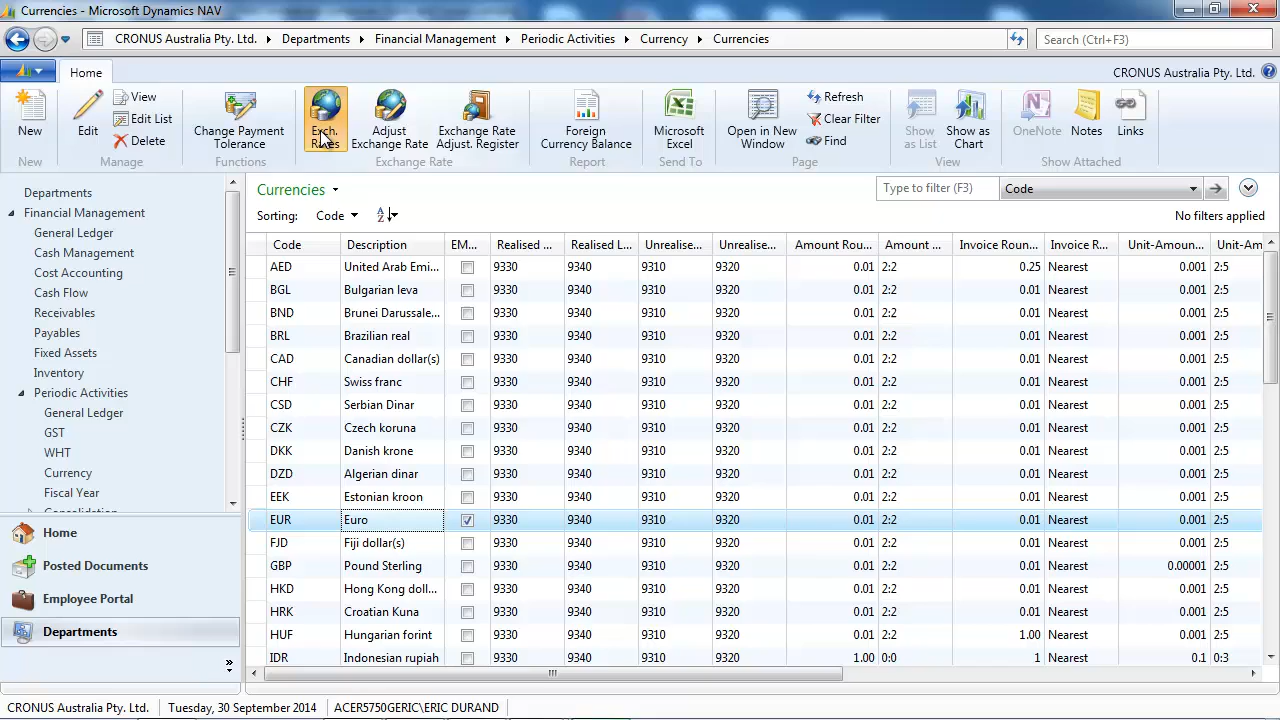 Currencies - Microsoft Dynamics NAV
CRONUS Australia Pty. Ltd. Departments Financial Management Periodic Activities Currency Currencies Search (Ctrl+F3)
Home CRONUS Australia Pty. Ltd.
New
New
Edit View
Edit List
Delete
Manage
Change Payment
Tolerance
Functions
Exch.
Adjust
Exchange Rate
Exchange Rate
Adjust. Register
Exchange Rate
Foreign
Currency Balance
Report
Microsoft
Excel
Send To
Open in New
Window
Refresh
Clear Filter
Find
Page
Show
as List
Show as
Chart
View
OneNote Notes Links
Show Attached
Departments
Financial Management
General Ledger
Cash Management
Cost Accounting
Cash Flow
Receivables
Payables
Fixed Assets
Inventory
Periodic Activities
General Ledger
GST
WHT
Currency
Fiscal Year
Home
Posted Documents
Employee Portal
Departments
Currencies Type to filter (F3) Code
Sorting: Code No filters applied
Code Description EM... Realised ... Realised L... Unrealise... Unrealise... Amount Rou... Amount ... Invoice Roun... Invoice R... Unit-Amoun... Unit-Am
AED United Arab Emi... 9330 9340 9310 9320 0.01 2:2 0.25 Nearest 0.001 2:5
BGL Bulgarian leva 9330 9340 9310 9320 0.01 2:2 0.01 Nearest 0.001 2:5
BND Brunei Darussale... 9330 9340 9310 9320 0.01 2:2 0.01 Nearest 0.001 2:5
BRL Brazilian real 9330 9340 9310 9320 0.01 2:2 0.01 Nearest 0.001 2:5
CAD Canadian dollar(s) 9330 9340 9310 9320 0.01 2:2 0.01 Nearest 0.001 2:5
CHF Swiss franc 9330 9340 9310 9320 0.01 2:2 0.01 Nearest 0.001 2:5
CSD Serbian Dinar 9330 9340 9310 9320 0.01 2:2 0.01 Nearest 0.001 2:5
CZK Czech koruna 9330 9340 9310 9320 0.01 2:2 0.01 Nearest 0.001 2:5
DKK Danish krone 9330 9340 9310 9320 0.01 2:2 0.01 Nearest 0.001 2:5
DZD Algerian dinar 9330 9340 9310 9320 0.01 2:2 0.01 Nearest 0.001 2:5
EEK Estonian kroon 9330 9340 9310 9320 0.01 2:2 0.01 Nearest 0.001 2:5
EUR Euro 9330 9340 9310 9320 0.01 2:2 0.01 Nearest 0.001 2:5
FJD Fiji dollar(s) 9330 9340 9310 9320 0.01 2:2 0.01 Nearest 0.001 2:5
GBP Pound Sterling 9330 9340 9310 9320 0.01 2:2 0.01 Nearest 0.00001 2:5
HKD Hong Kong doll... 9330 9340 9310 9320 0.01 2:2 0.01 Nearest 0.001 2:5
HRK Croatian Kuna 9330 9340 9310 9320 0.01 2:2 0.01 Nearest 0.001 2:5
HUF Hungarian forint 9330 9340 9310 9320 0.01 2:2 1.00 Nearest 0.001 2:5
IDR Indonesian rupiah 9330 9340 9310 9320 1.00 0:0 1 Nearest 0.1 0:3
CRONUS Australia Pty. Ltd. Tuesday, 30 September 2014 ACER5750GERIC\ERIC DURAND